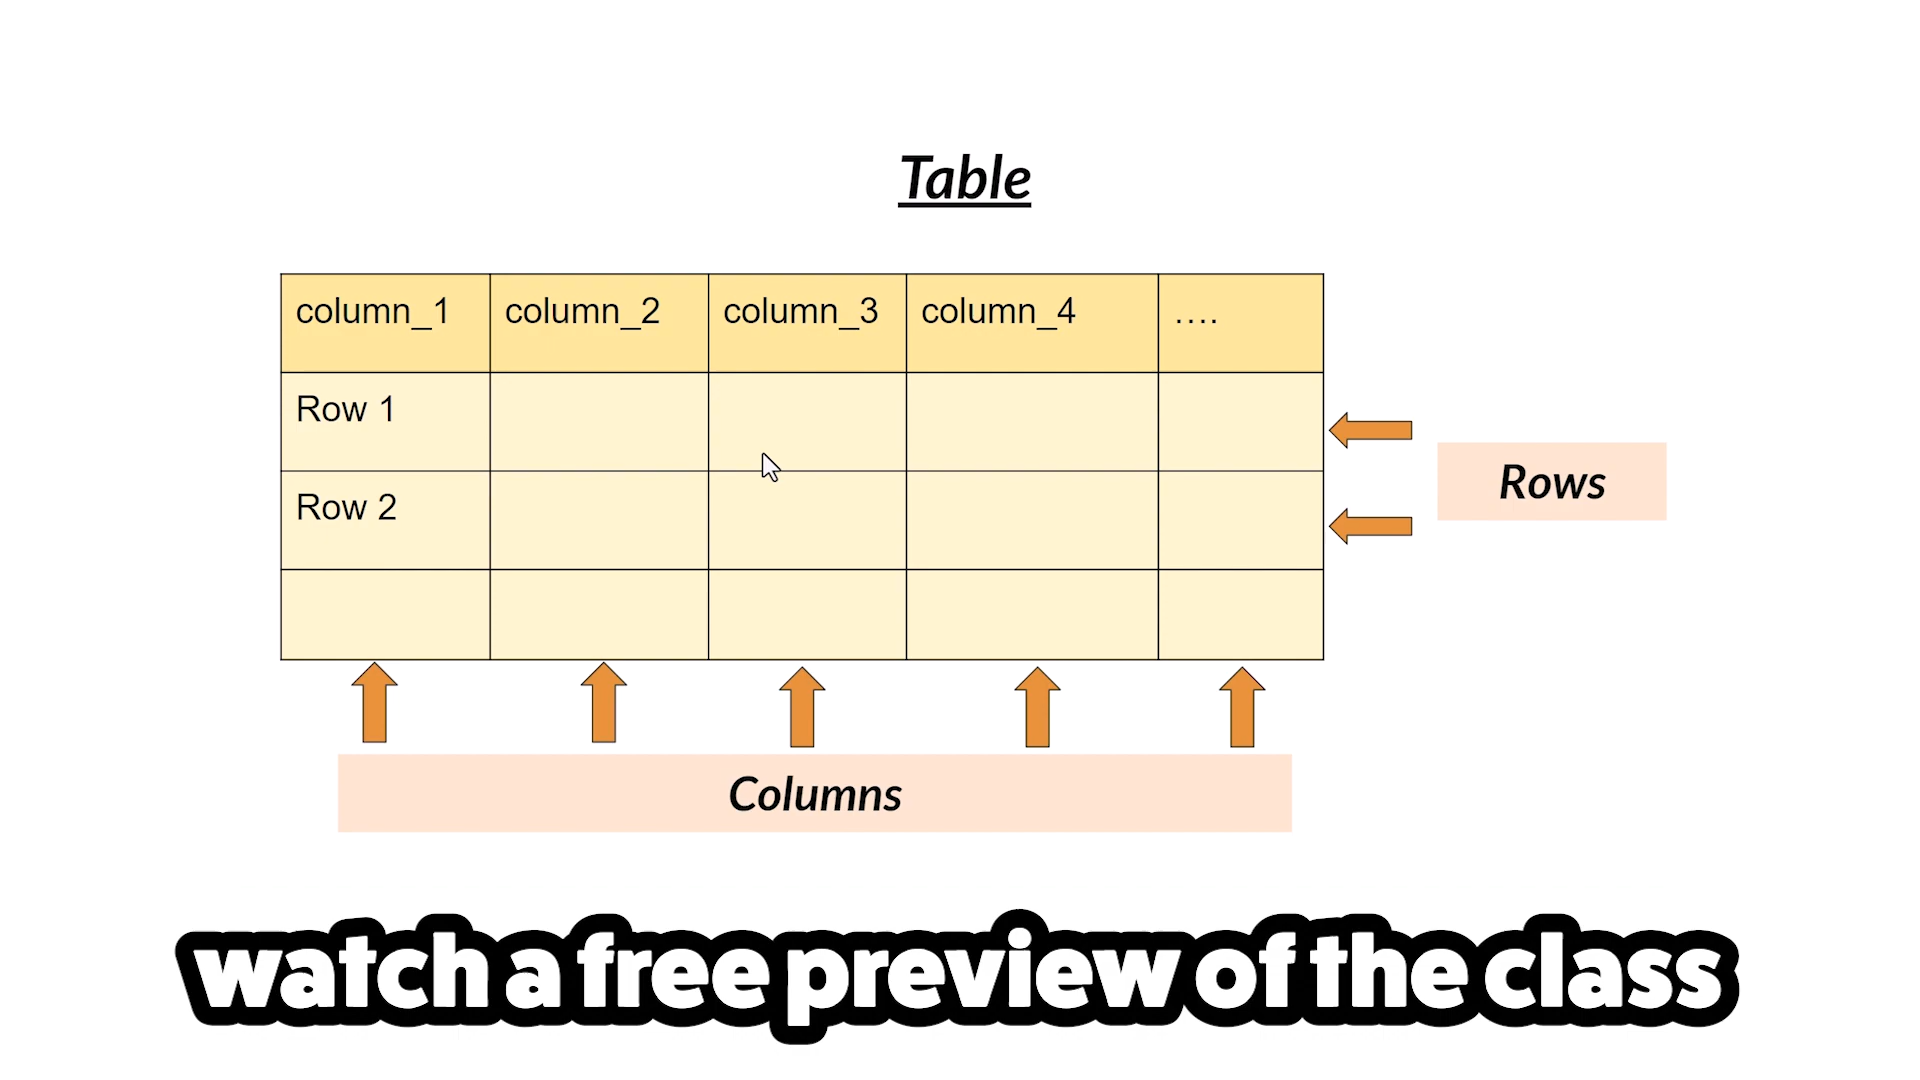 Table
column_1 column_2 column_3 column_4 ....
Row 1
Row 2
Rows
Columns
watch a free preview of the class